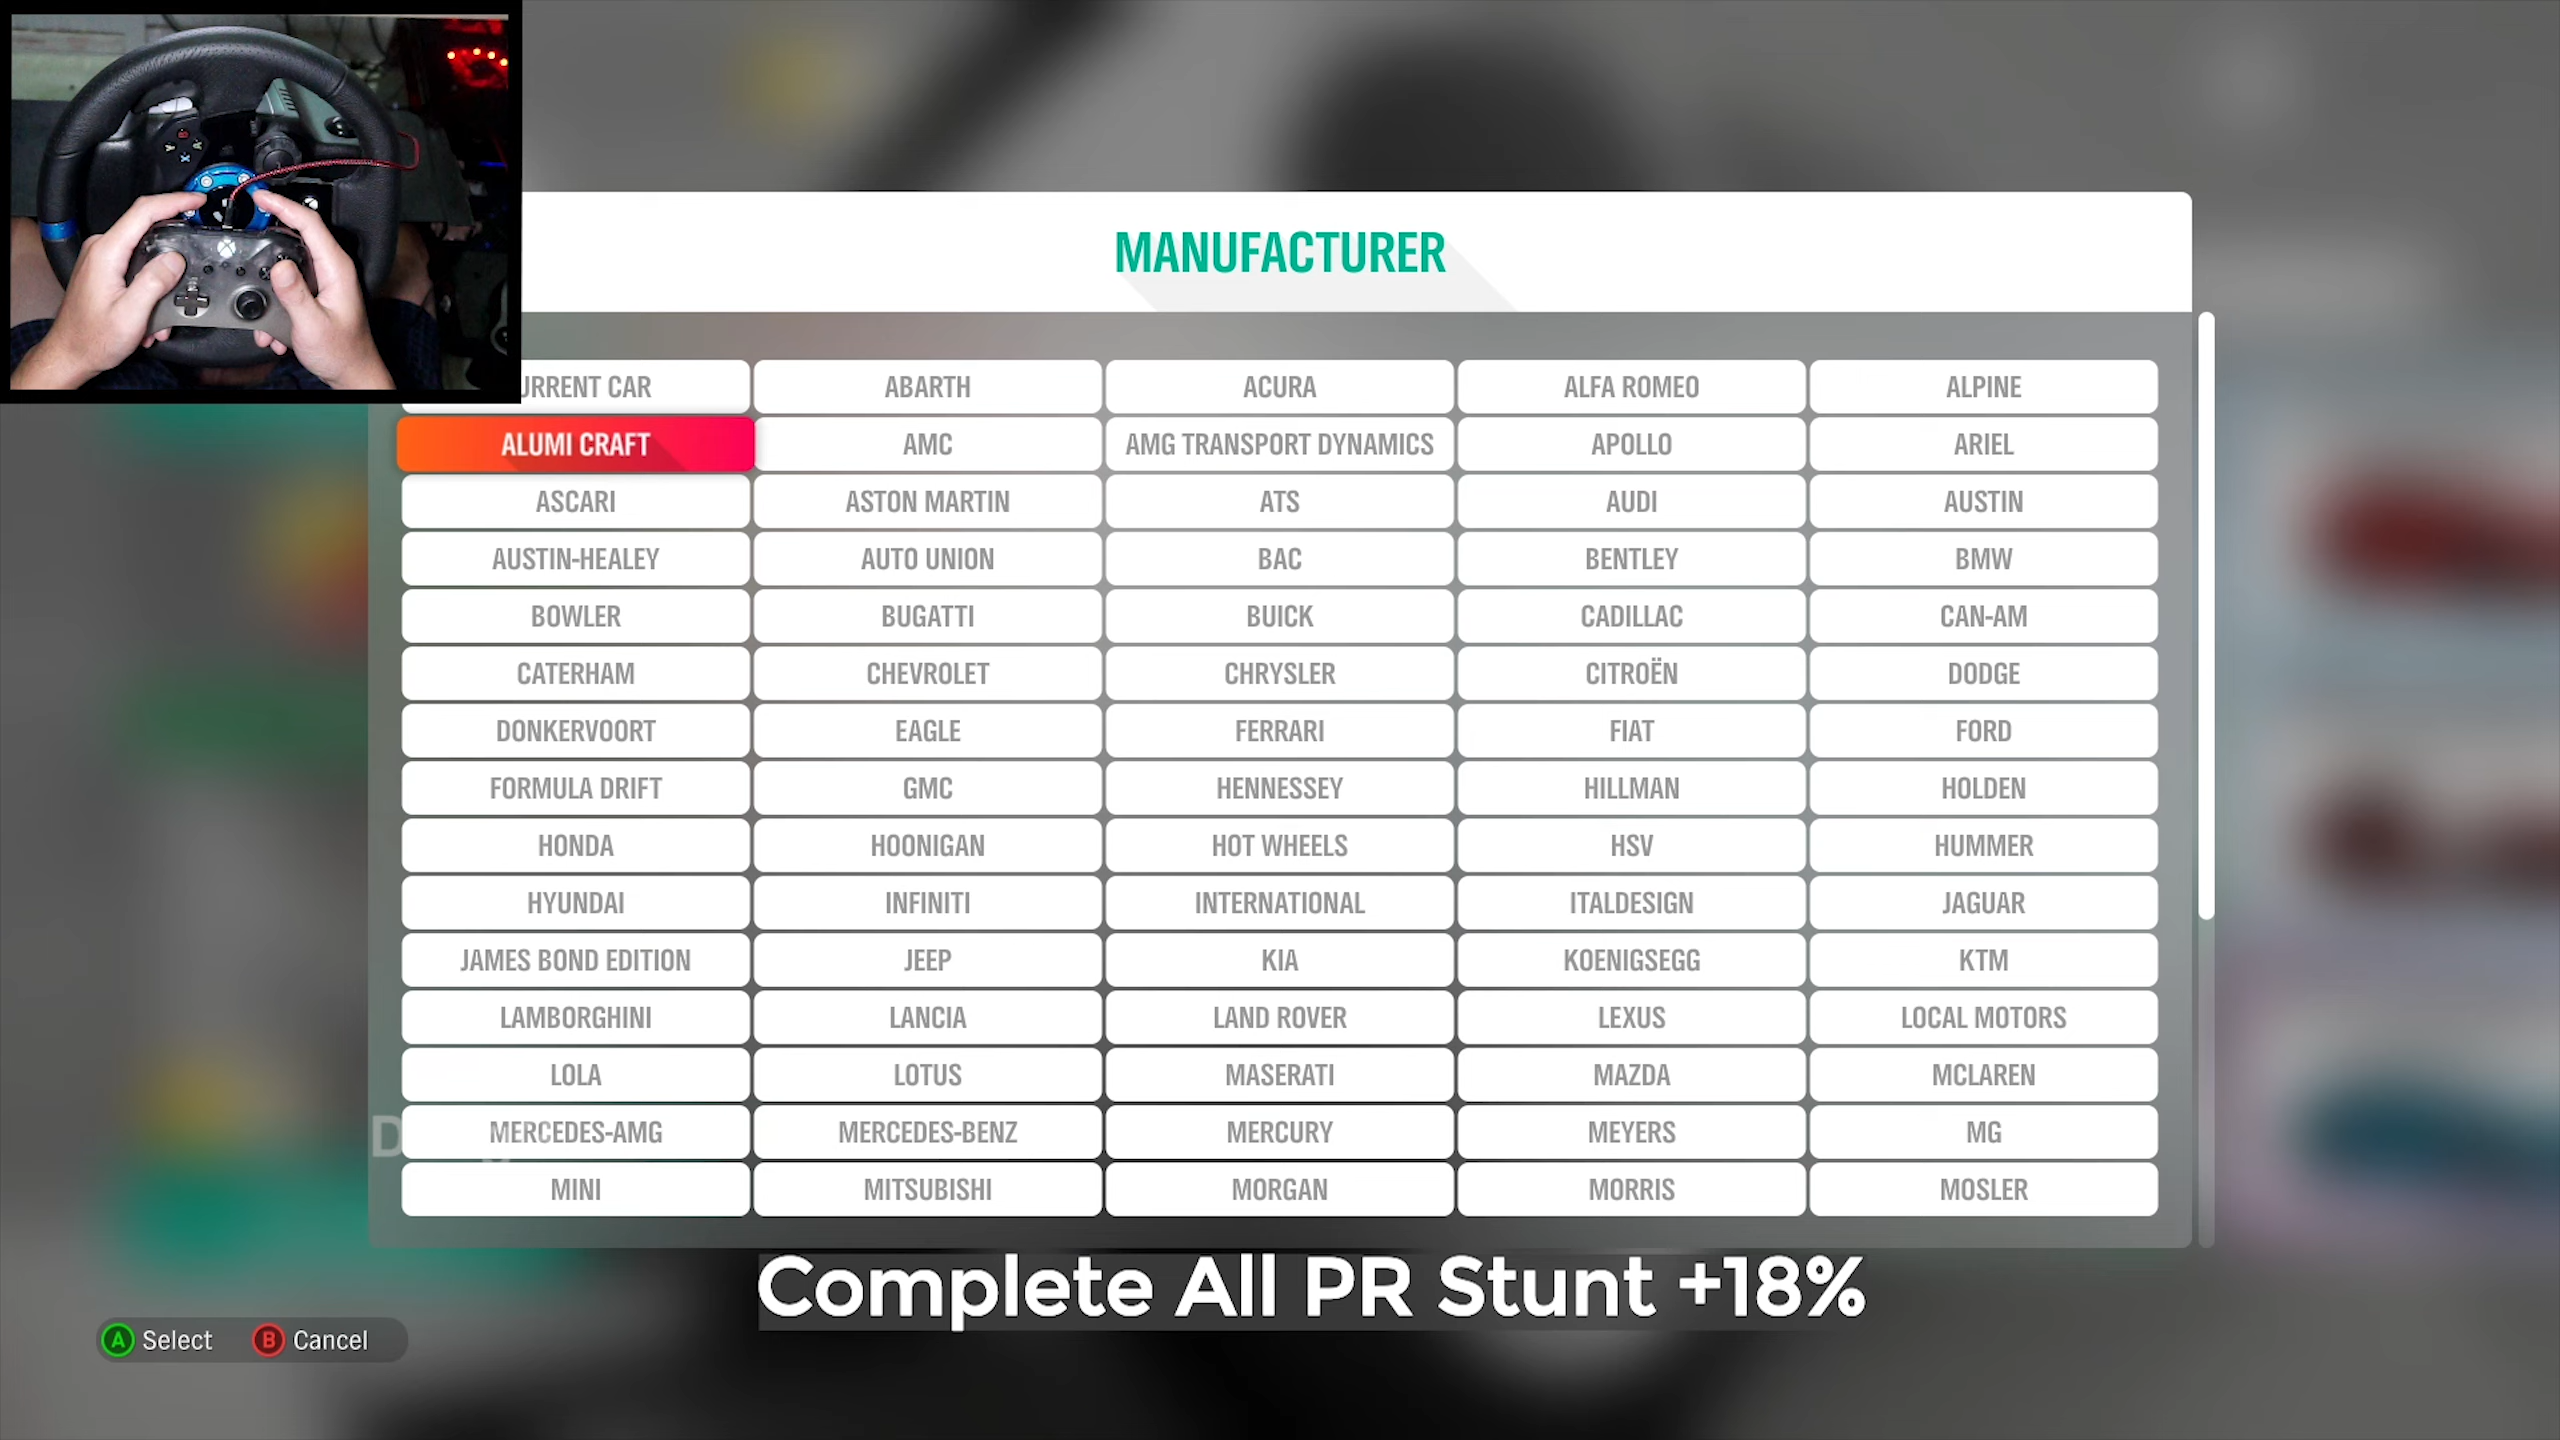 MANUFACTURER
URRENT CAR ABARTH ACURA ALFA ROMEO ALPINE
ALUMI CRAFT AMC AMG TRANSPORT DYNAMICS APOLLO ARIEL
ASCARI ASTON MARTIN ATS AUDI AUSTIN
AUSTIN-HEALEY AUTO UNION BAC BENTLEY BMW
BOWLER BUGATTI BUICK CADILLAC CAN-AM
CATERHAM CHEVROLET CHRYSLER CITROËN DODGE
DONKERVOORT EAGLE FERRARI FIAT FORD
FORMULA DRIFT GMC HENNESSEY HILLMAN HOLDEN
HONDA HOONIGAN HOT WHEELS HSV HUMMER
HYUNDAI INFINITI INTERNATIONAL ITALDESIGN JAGUAR
JAMES BOND EDITION JEEP KIA KOENIGSEGG KTM
LAMBORGHINI LANCIA LAND ROVER LEXUS LOCAL MOTORS
LOLA LOTUS MASERATI MAZDA MCLAREN
MERCEDES-AMG MERCEDES-BENZ MERCURY MEYERS MG
MINI MITSUBISHI MORGAN MORRIS MOSLER
Complete All PR Stunt +18%
A Select B Cancel